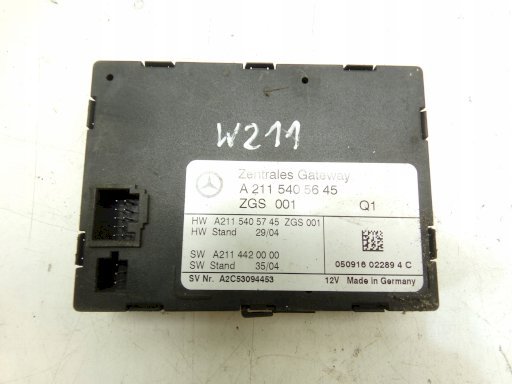 W211
Zentrales Gateway
A 211 540 56 45
ZGS 001 Q1
HW A211 540 57 45 ZGS 001
HW Stand 29/04
SW A211 442 00 00
SW Stand 35/04
050916 02289 4 C
SV Nr. A2C53094453 12V Made in Germany